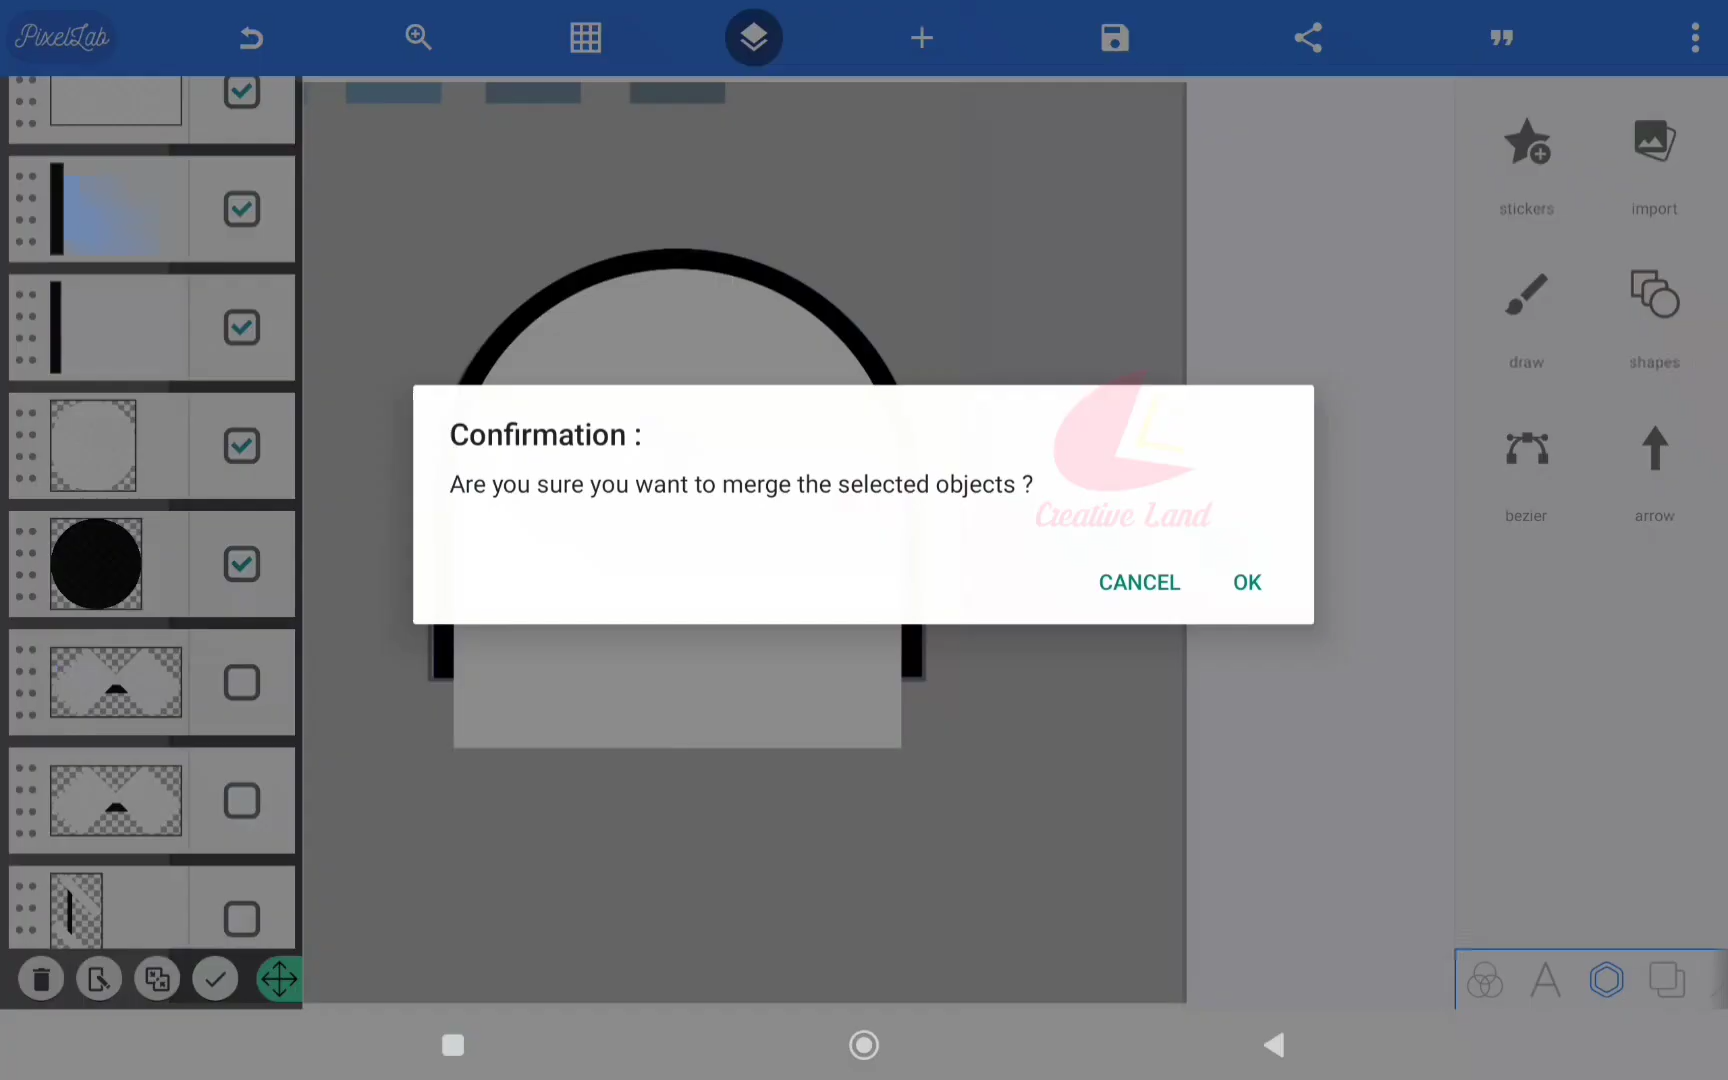 PixelLab
stickers
import
draw
shapes
Confirmation :
Are you sure you want to merge the selected objects ?
Creative Land
bezier
arrow
CANCEL
OK